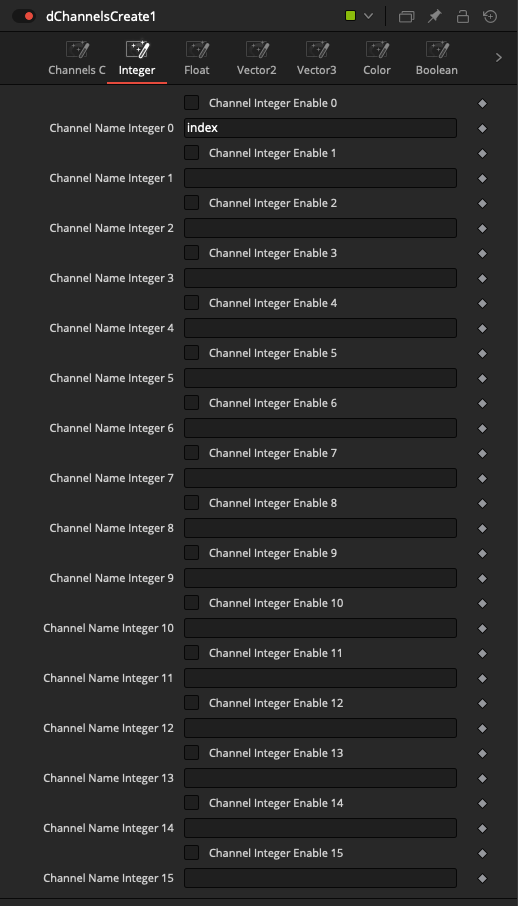 dChannelsCreate1
Channels C Integer Float Vector2 Vector3 Color Boolean
Channel Integer Enable 0
Channel Name Integer 0 index
Channel Integer Enable 1
Channel Name Integer 1
Channel Integer Enable 2
Channel Name Integer 2
Channel Integer Enable 3
Channel Name Integer 3
Channel Integer Enable 4
Channel Name Integer 4
Channel Integer Enable 5
Channel Name Integer 5
Channel Integer Enable 6
Channel Name Integer 6
Channel Integer Enable 7
Channel Name Integer 7
Channel Integer Enable 8
Channel Name Integer 8
Channel Integer Enable 9
Channel Name Integer 9
Channel Integer Enable 10
Channel Name Integer 10
Channel Integer Enable 11
Channel Name Integer 11
Channel Integer Enable 12
Channel Name Integer 12
Channel Integer Enable 13
Channel Name Integer 13
Channel Integer Enable 14
Channel Name Integer 14
Channel Integer Enable 15
Channel Name Integer 15